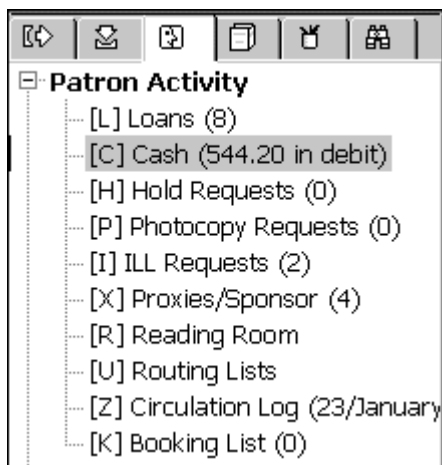 Patron Activity
[L] Loans (8)
[C] Cash (544.20 in debit)
[H] Hold Requests (0)
[P] Photocopy Requests (0)
[I] ILL Requests (2)
[X] Proxies/Sponsor (4)
[R] Reading Room
[U] Routing Lists
[Z] Circulation Log (23/January
[K] Booking List (0)